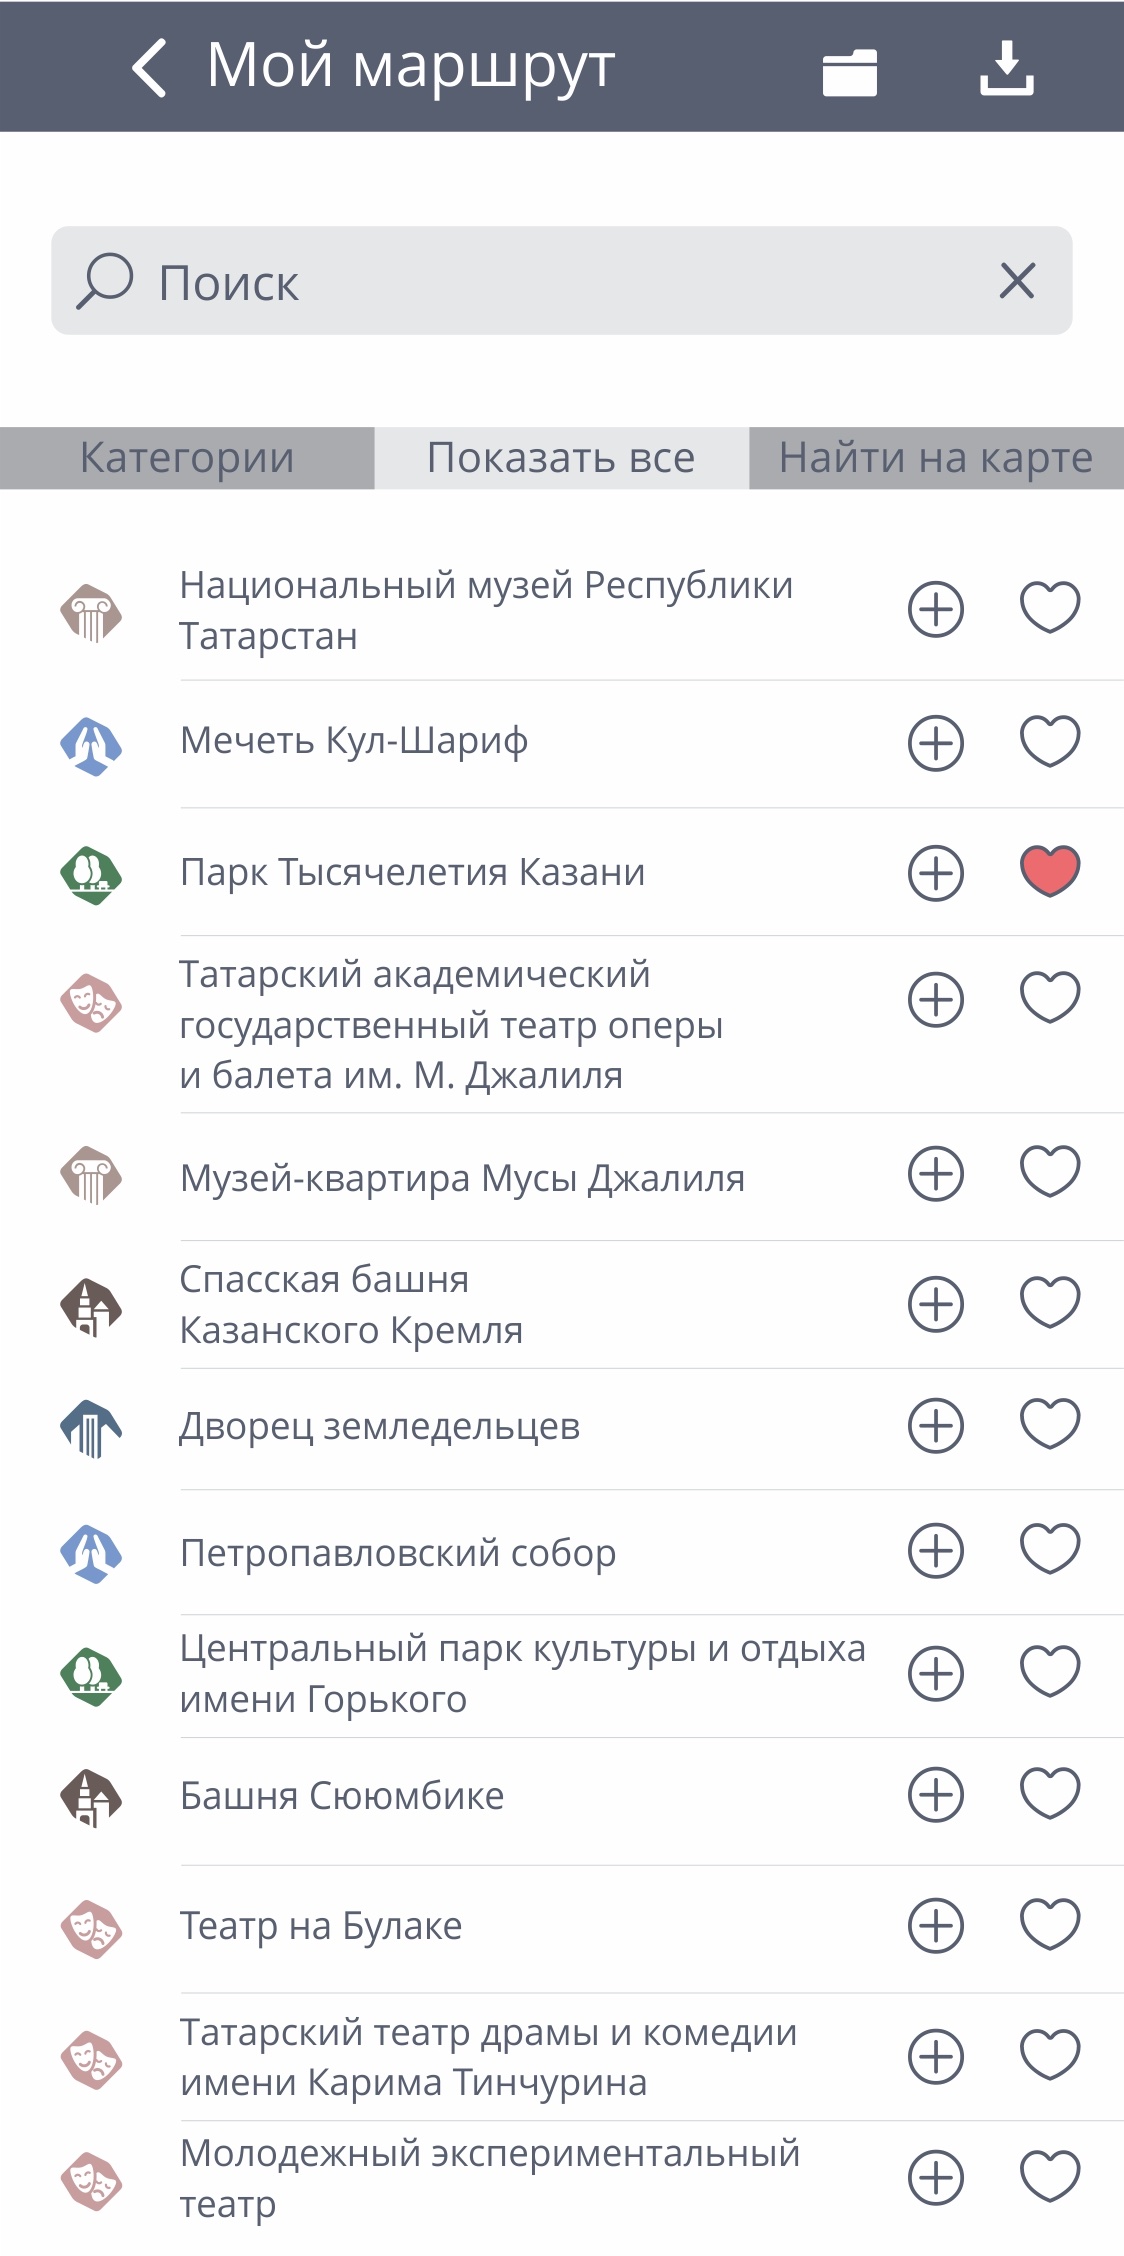 Мой маршрут
Поиск
Категории
Показать все
Найти на карте
Национальный музей Республики
Татарстан
Мечеть Кул-Шариф
Парк Тысячелетия Казани
Татарский академический
государственный театр оперы
и балета им. М. Джалиля
Музей-квартира Мусы Джалиля
Спасская башня
Казанского Кремля
Дворец земледельцев
Петропавловский собор
Центральный парк культуры и отдыха
имени Горького
Башня Сююмбике
Театр на Булаке
Татарский театр драмы и комедии
имени Карима Тинчурина
Молодежный экспериментальный
театр